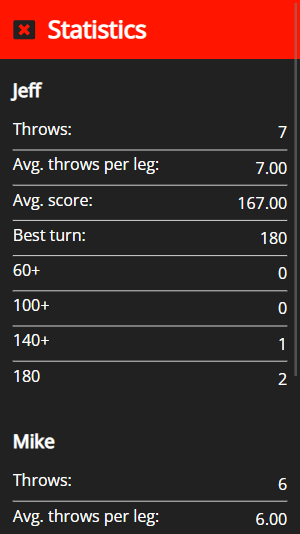 Statistics
Jeff
Throws: 7
Avg. throws per leg: 7.00
Avg. score: 167.00
Best turn: 180
60+ 0
100+ 0
140+ 1
180 2
Mike
Throws: 6
Avg. throws per leg: 6.00